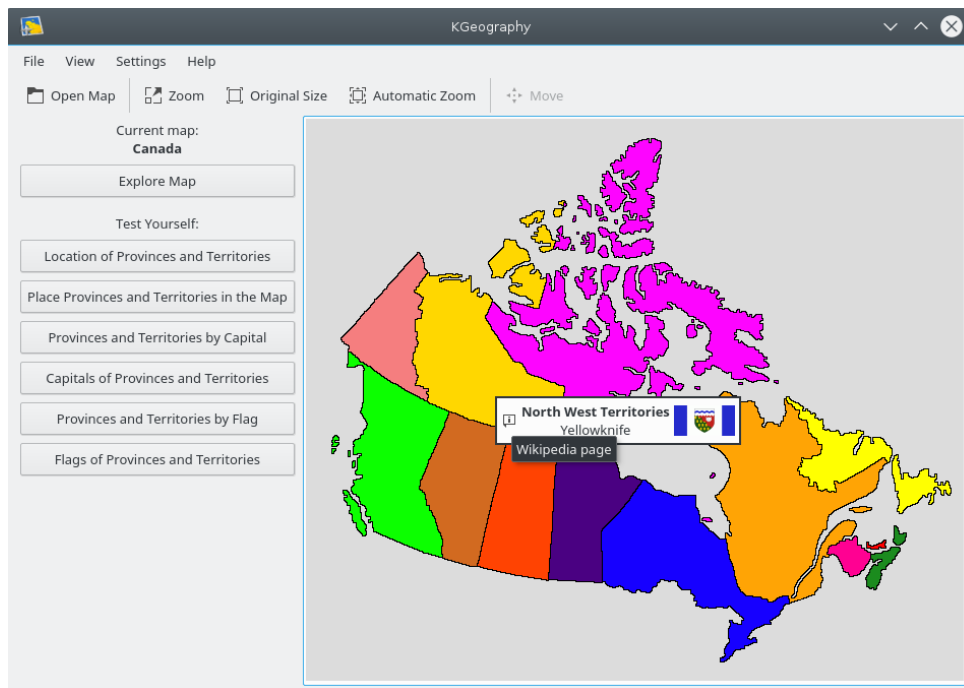 KGeography
File View Settings Help
Open Map Zoom Original Size Automatic Zoom Move
Current map:
Canada
Explore Map
Test Yourself:
Location of Provinces and Territories
Place Provinces and Territories in the Map
Provinces and Territories by Capital
Capitals of Provinces and Territories
Provinces and Territories by Flag
Flags of Provinces and Territories
North West Territories
Yellowknife
Wikipedia page